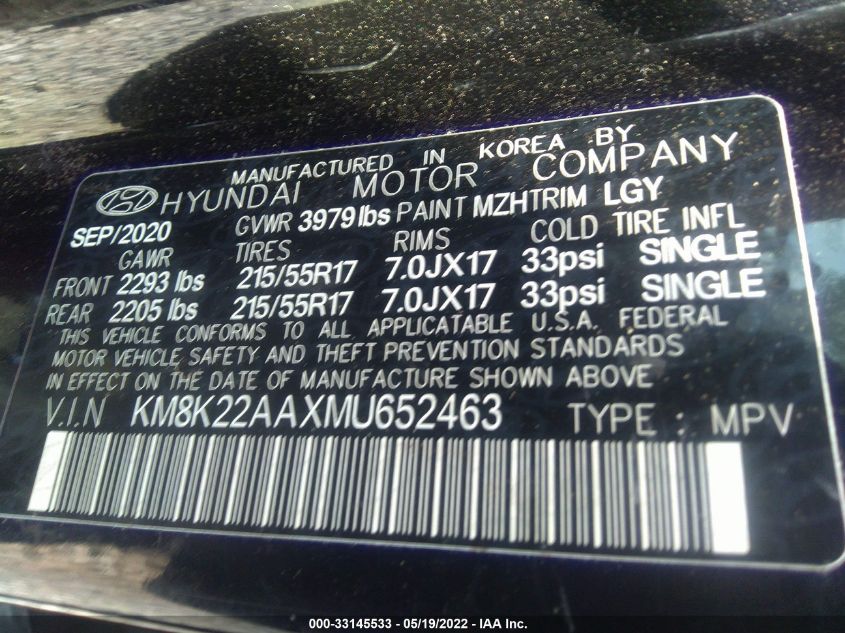 MANUFACTURED IN KOREA BY
HYUNDAI MOTOR COMPANY
SEP/2020 GVWR 3979 lbs PAINT MZH TRIM LGY
GAWR TIRES RIMS COLD TIRE INFL
FRONT 2293 lbs 215/55R17 7.0JX17 33psi SINGLE
REAR 2205 lbs 215/55R17 7.0JX17 33psi SINGLE
THIS VEHICLE CONFORMS TO ALL APPLICATABLE U.S.A. FEDERAL
MOTOR VEHICLE SAFETY AND THEFT PREVENTION STANDARDS
IN EFFECT ON THE DATE OF MANUFACTURE SHOWN ABOVE
V.I.N KM8K22AAXMU652463 TYPE : MPV
000-33145533 - 05/19/2022 - IAA Inc.